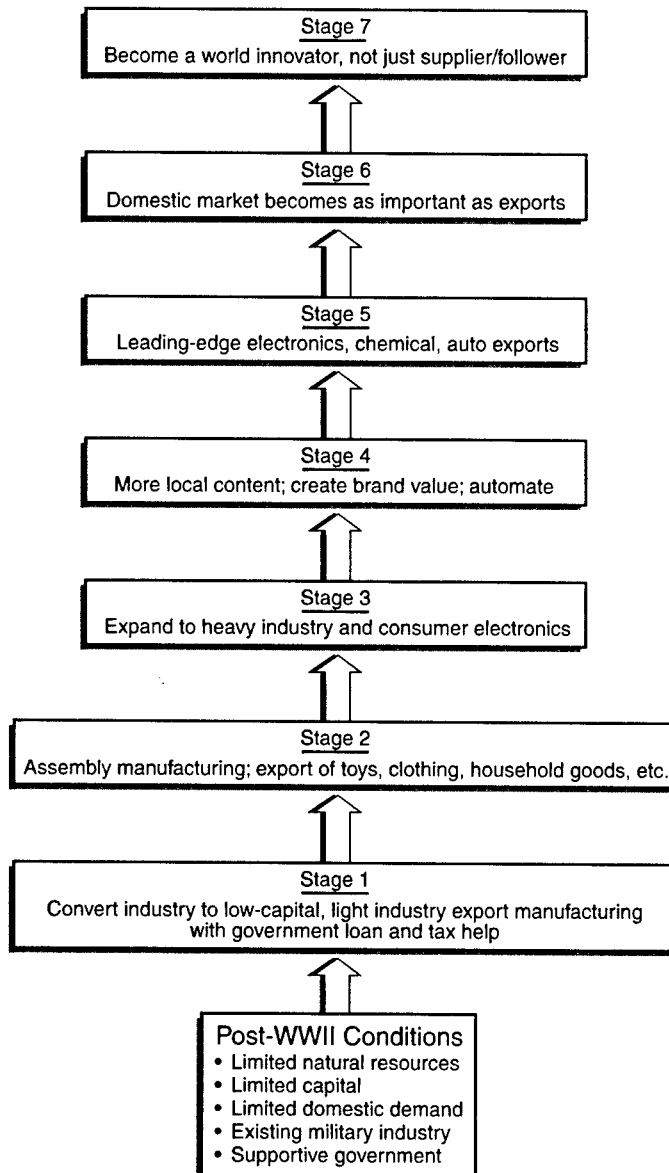 Stage 7
Become a world innovator, not just supplier/follower
Stage 6
Domestic market becomes as important as exports
Stage 5
Leading-edge electronics, chemical, auto exports
Stage 4
More local content; create brand value; automate
Stage 3
Expand to heavy industry and consumer electronics
Stage 2
Assembly manufacturing; export of toys, clothing, household goods, etc.
Stage 1
Convert industry to low-capital, light industry export manufacturing
with government loan and tax help
Post-WWII Conditions
• Limited natural resources
• Limited capital
• Limited domestic demand
• Existing military industry
• Supportive government